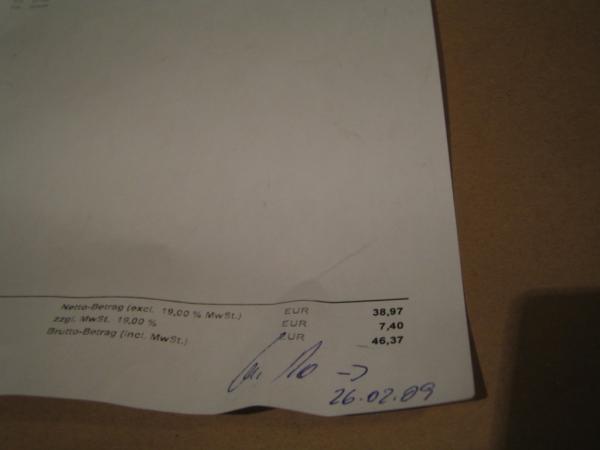 Netto-Betrag (excl. 19,00 % MwSt.) EUR 38,97
zzgl. MwSt. 19,00 % EUR 7,40
Brutto-Betrag (incl. MwSt.) EUR 46,37
26.02.09